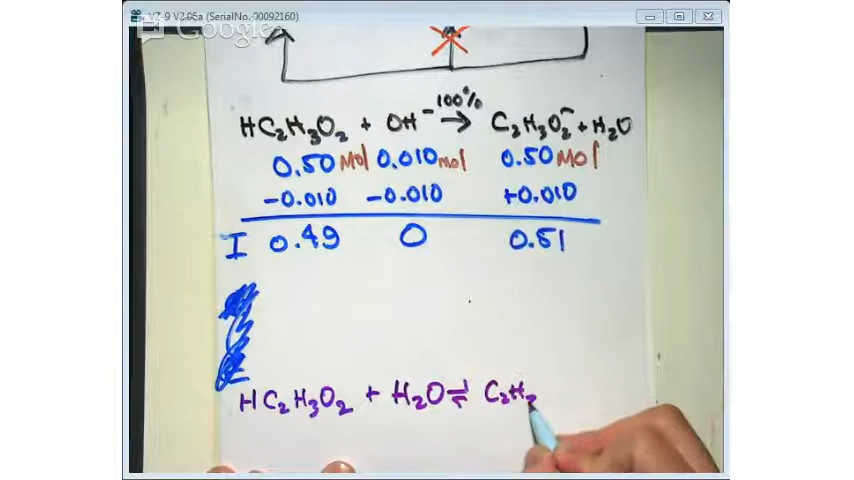 VZ-9 V2.05a (SerialNo. 00092160)
Google
100%
HC₂H₃O₂ + OH⁻ → C₂H₃O₂⁻ + H₂O
0.50 mol 0.010 mol 0.50 mol
-0.010 -0.010 +0.010
I 0.49 0 0.51
HC₂H₃O₂ + H₂O ⇌ C₂H₃